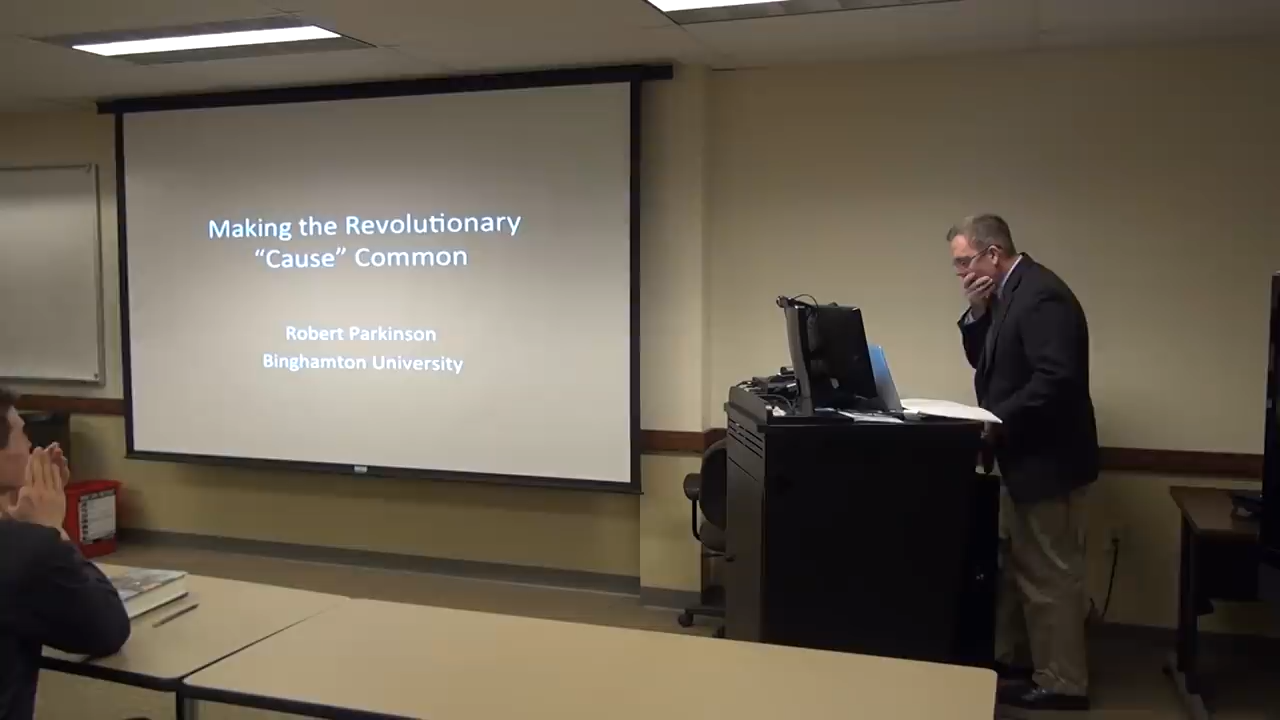 Making the Revolutionary
“Cause” Common
Robert Parkinson
Binghamton University